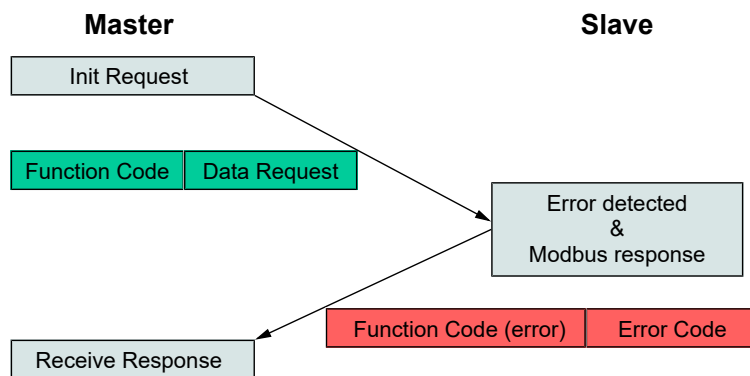 Master
Slave
Init Request
Function Code
Data Request
Error detected
&
Modbus response
Function Code (error)
Error Code
Receive Response